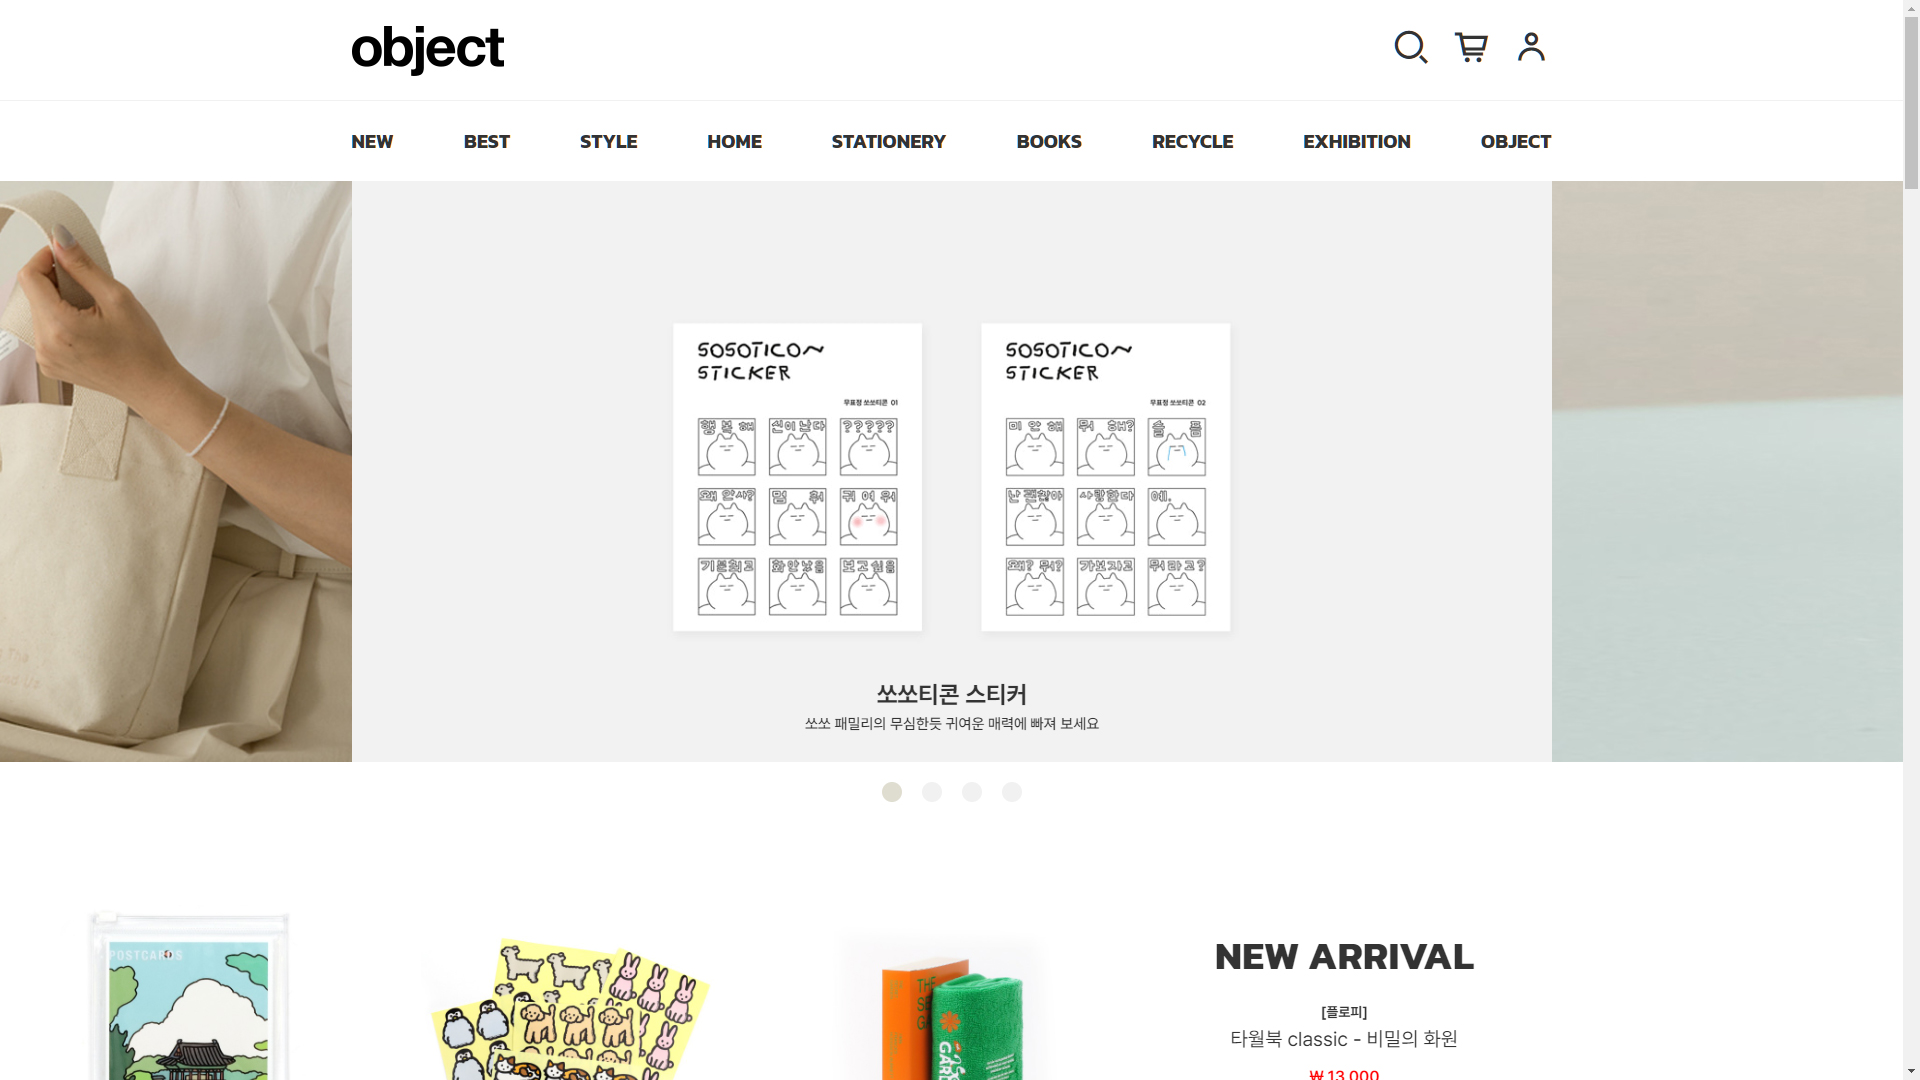 object
NEW BEST STYLE HOME STATIONERY BOOKS RECYCLE EXHIBITION OBJECT
SOSOTICO~
STICKER
무표정 쏘쏘티콘 01
행복해 신이난다 ?????
왜 안사? 멈춰 귀여워
기분최고 화안났음 보고싶음
SOSOTICO~
STICKER
무표정 쏘쏘티콘 02
미안해 뭐해? 슬픔
난괜찮아 사랑한다 에.
왜? 뭐? 가보자고 뭐라고?
쏘쏘티콘 스티커
쏘쏘 패밀리의 무심한듯 귀여운 매력에 빠져 보세요
POSTCARDS
THE
NEW ARRIVAL
[플로피]
타월북 classic - 비밀의 화원
₩ 13,000